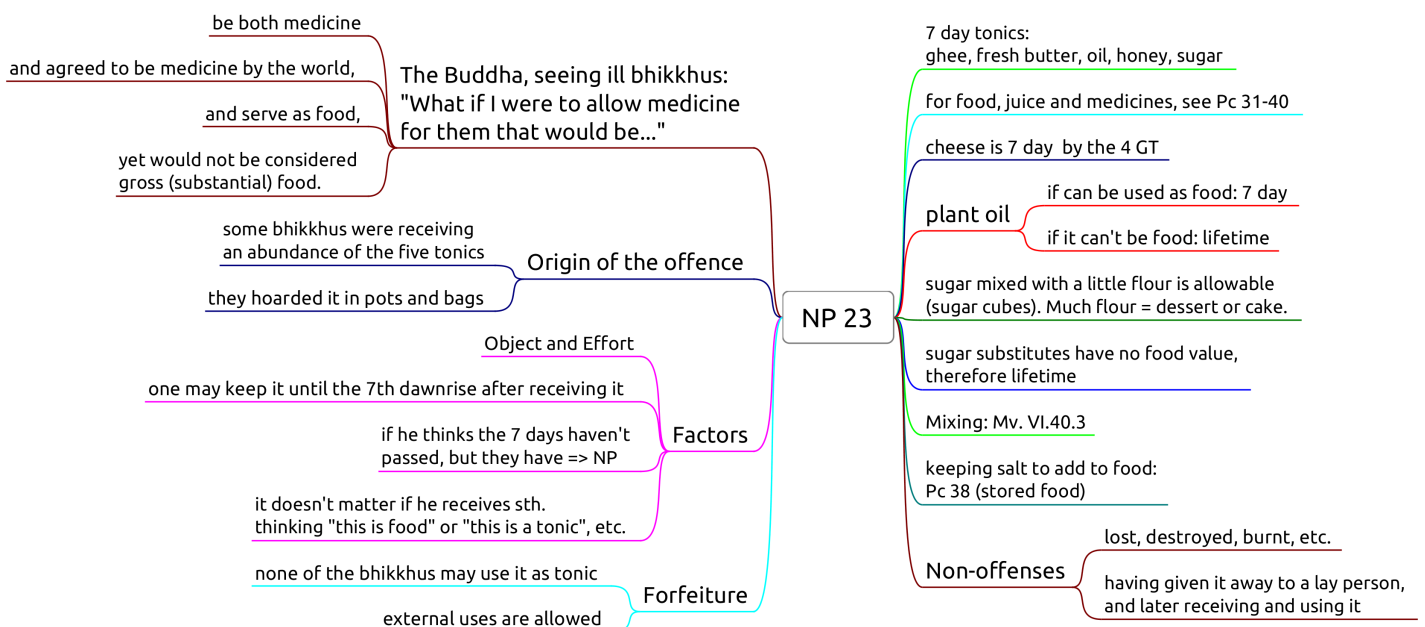 NP 23
The Buddha, seeing ill bhikkhus:
"What if I were to allow medicine
for them that would be..."
be both medicine
and agreed to be medicine by the world,
and serve as food,
yet would not be considered
gross (substantial) food.
Origin of the offence
some bhikkhus were receiving
an abundance of the five tonics
they hoarded it in pots and bags
Factors
Object and Effort
one may keep it until the 7th dawnrise after receiving it
if he thinks the 7 days haven't
passed, but they have => NP
it doesn't matter if he receives sth.
thinking "this is food" or "this is a tonic", etc.
Forfeiture
none of the bhikkhus may use it as tonic
external uses are allowed
7 day tonics:
ghee, fresh butter, oil, honey, sugar
for food, juice and medicines, see Pc 31-40
cheese is 7 day  by the 4 GT
plant oil
if can be used as food: 7 day
if it can't be food: lifetime
sugar mixed with a little flour is allowable
(sugar cubes). Much flour = dessert or cake.
sugar substitutes have no food value,
therefore lifetime
Mixing: Mv. VI.40.3
keeping salt to add to food:
Pc 38 (stored food)
Non-offenses
lost, destroyed, burnt, etc.
having given it away to a lay person,
and later receiving and using it